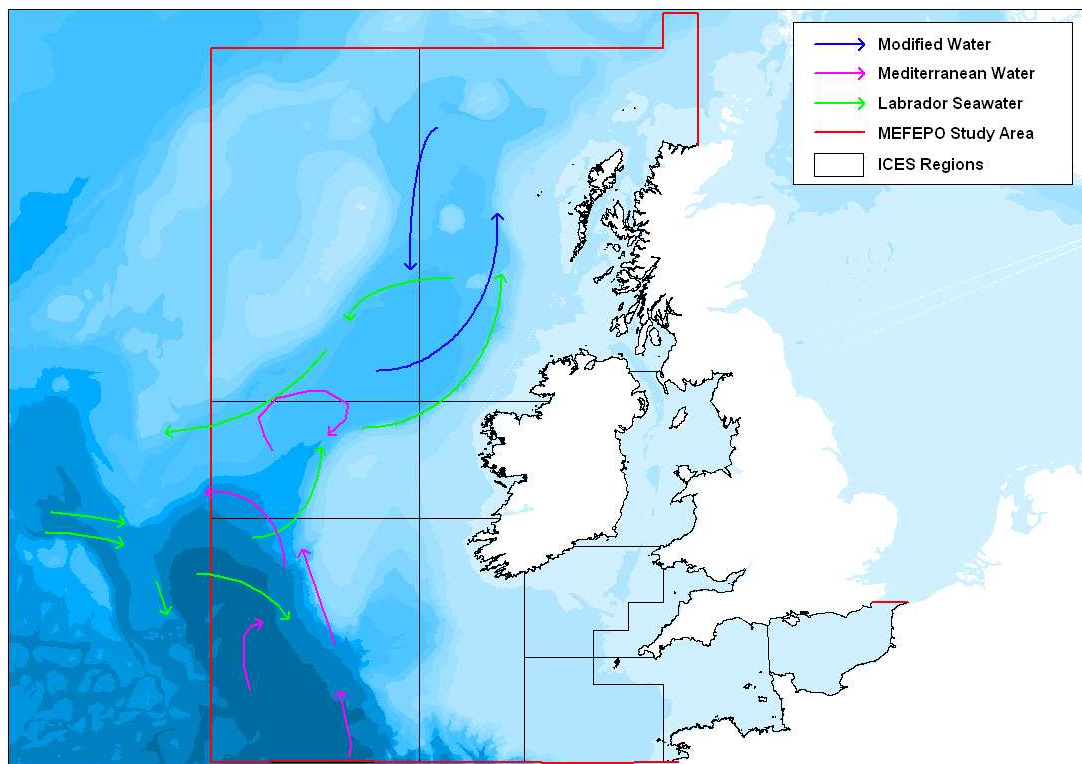 Modified Water
Mediterranean Water
Labrador Seawater
MEFEPO Study Area
ICES Regions